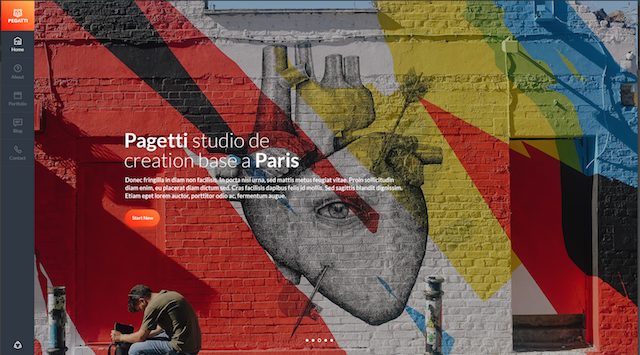 PEGATTI
Home
About
Portfolio
Blog
Contact
Pagetti studio de
creation base a Paris
Donec fringilla in diam non facilisis. In porta nisi urna, sed mattis metus feugiat vitae. Proin sollicitudin
diam enim, eu placerat diam dictum sed. Cras facilisis dapibus felis id mollis. Sed sagittis blandit dignissim.
Etiam eget lorem auctor, porttitor odio ac, fermentum augue.
Start Now